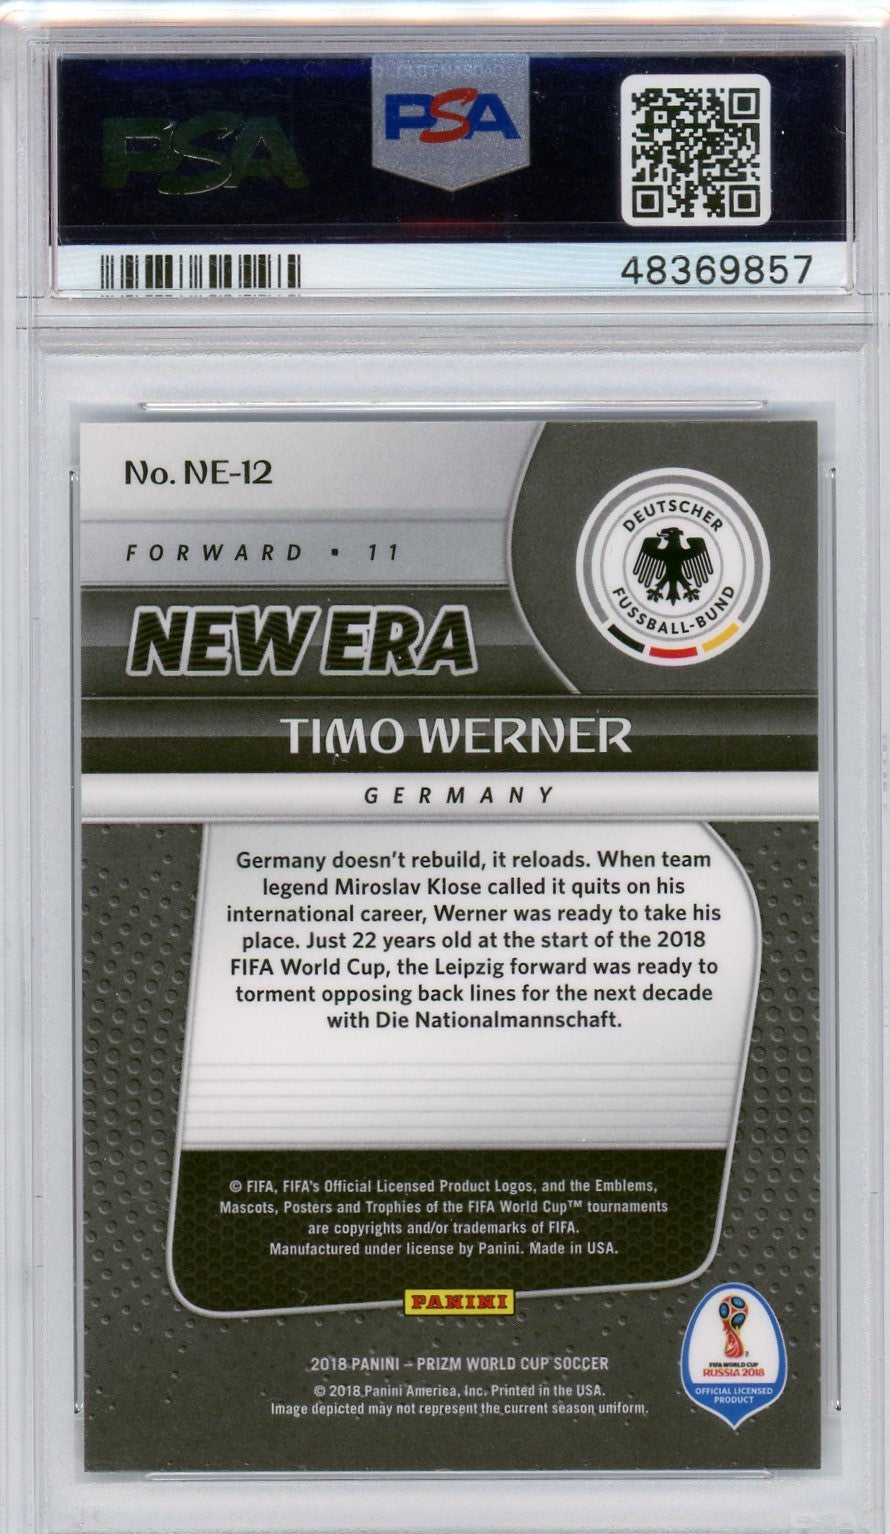 PSA
PSA
48369857
No. NE-12
FORWARD • 11
DEUTSCHER
FUSSBALL-BUND
NEW ERA
TIMO WERNER
GERMANY
Germany doesn't rebuild, it reloads. When team
legend Miroslav Klose called it quits on his
international career, Werner was ready to take his
place. Just 22 years old at the start of the 2018
FIFA World Cup, the Leipzig forward was ready to
torment opposing back lines for the next decade
with Die Nationalmannschaft.
© FIFA, FIFA's Official Licensed Product Logos, and the Emblems,
Mascots, Posters and Trophies of the FIFA World Cup™ tournaments
are copyrights and/or trademarks of FIFA.
Manufactured under license by Panini. Made in USA.
PANINI
2018 PANINI – PRIZM WORLD CUP SOCCER
© 2018 Panini America, Inc. Printed in the USA.
Image depicted may not represent the current season uniform.
FIFA WORLD CUP
RUSSIA 2018
OFFICIAL LICENSED
PRODUCT